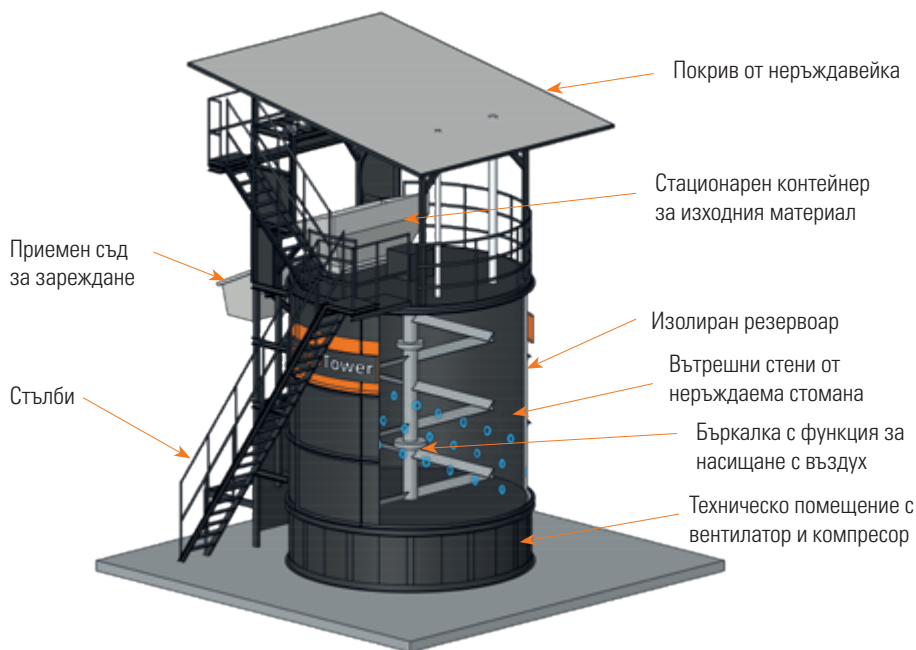 Покрив от неръждавейка
Стационарен контейнер
за изходния материал
Приемен съд
за зареждане
Изолиран резервоар
Tower
Вътрешни стени от
неръждаема стомана
Стълби
Бъркалка с функция за
насищане с въздух
Техническо помещение с
вентилатор и компресор